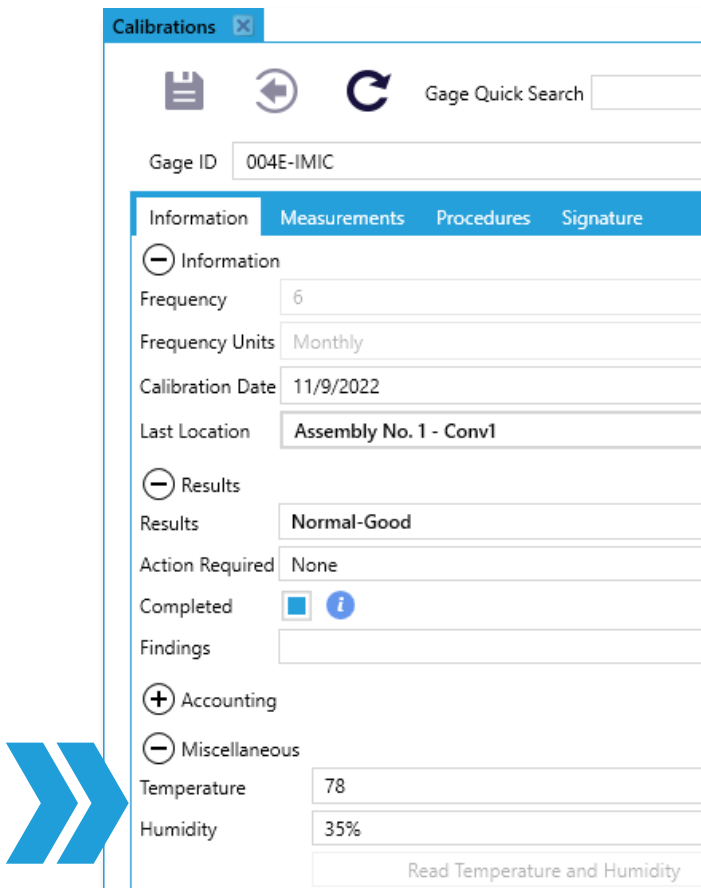 Calibrations
Gage Quick Search
Gage ID 004E-IMIC
Information Measurements Procedures Signature
Information
Frequency 6
Frequency Units Monthly
Calibration Date 11/9/2022
Last Location Assembly No. 1 - Conv1
Results
Results Normal-Good
Action Required None
Completed i
Findings
Accounting
Miscellaneous
Temperature 78
Humidity 35%
Read Temperature and Humidity